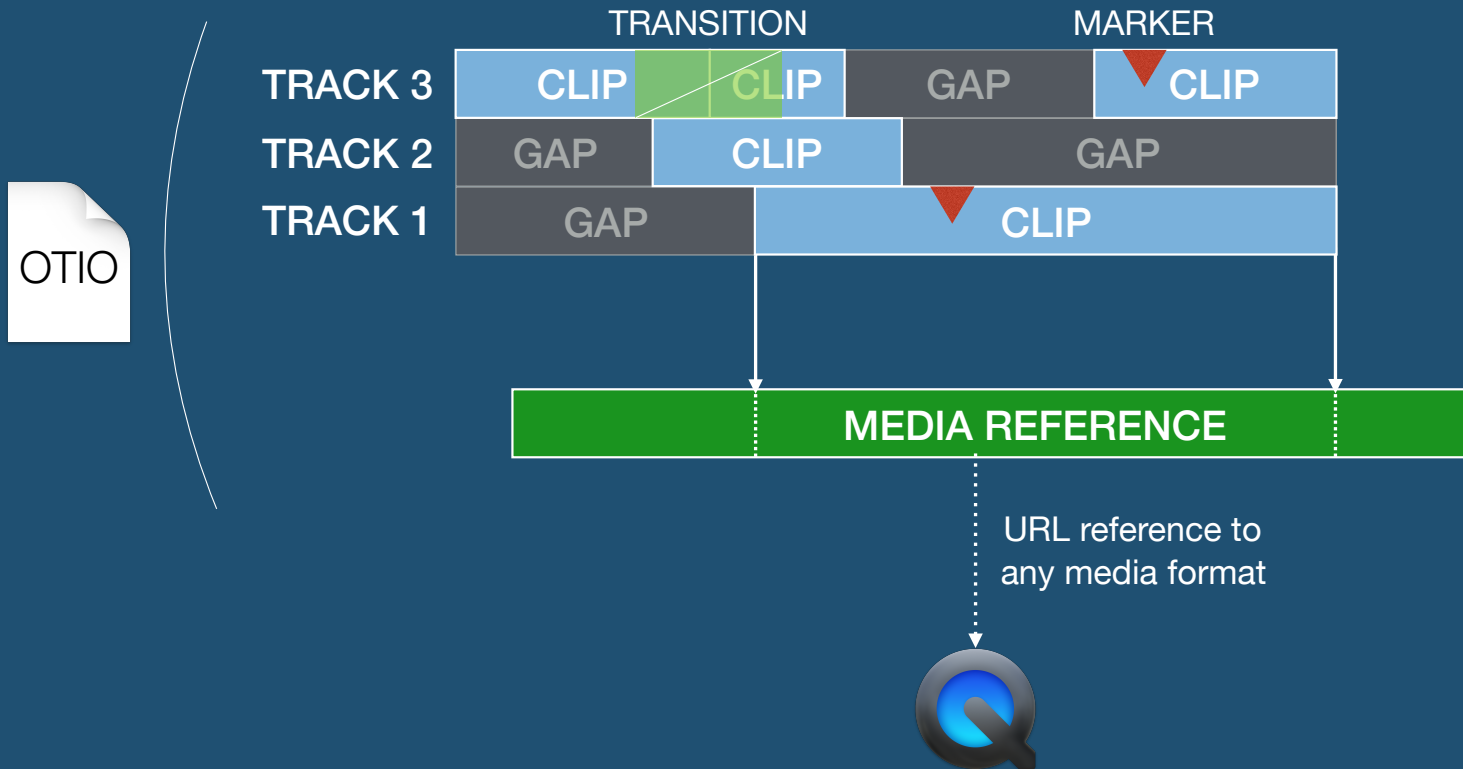 TRANSITION MARKER
TRACK 3 CLIP CLIP GAP CLIP
TRACK 2 GAP CLIP GAP
TRACK 1 GAP CLIP
OTIO
MEDIA REFERENCE
URL reference to
any media format